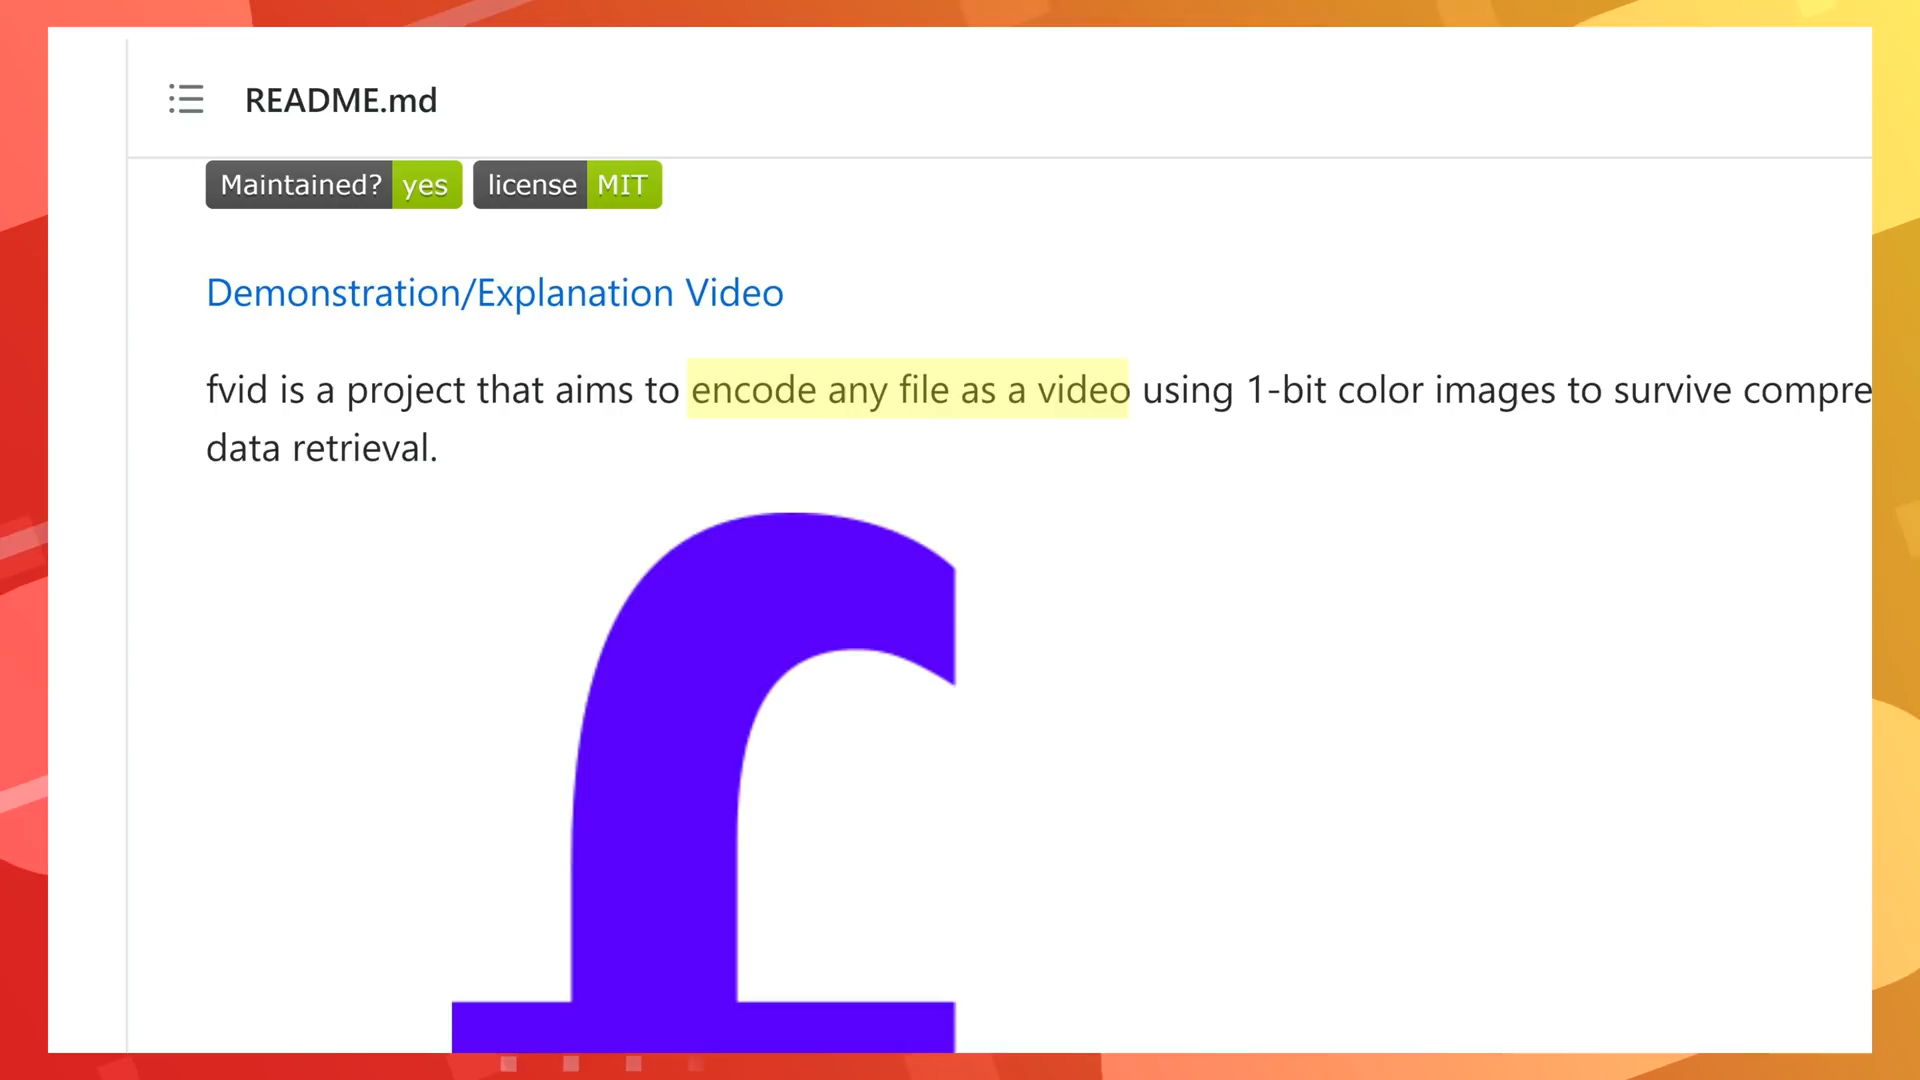 README.md
Maintained? yes license MIT
Demonstration/Explanation Video
fvid is a project that aims to encode any file as a video using 1-bit color images to survive compre
data retrieval.
f